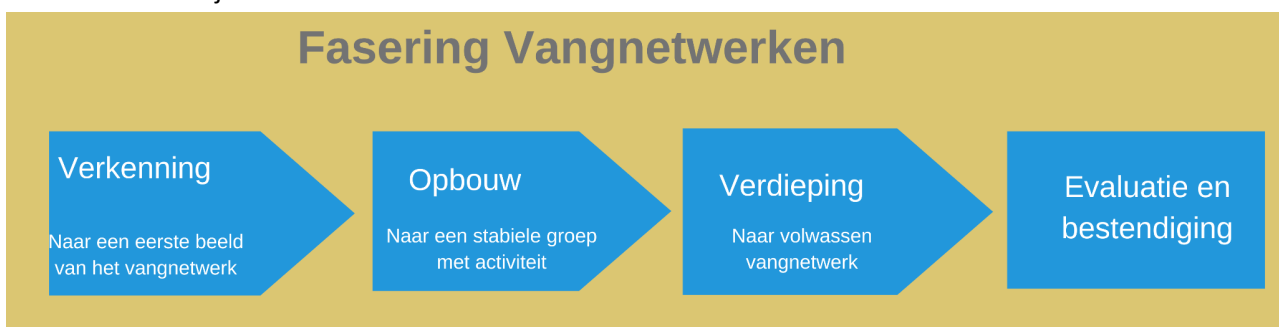 Fasering Vangnetwerken
Verkenning
Naar een eerste beeld
van het vangnetwerk
Opbouw
Naar een stabiele groep
met activiteit
Verdieping
Naar volwassen
vangnetwerk
Evaluatie en
bestendiging